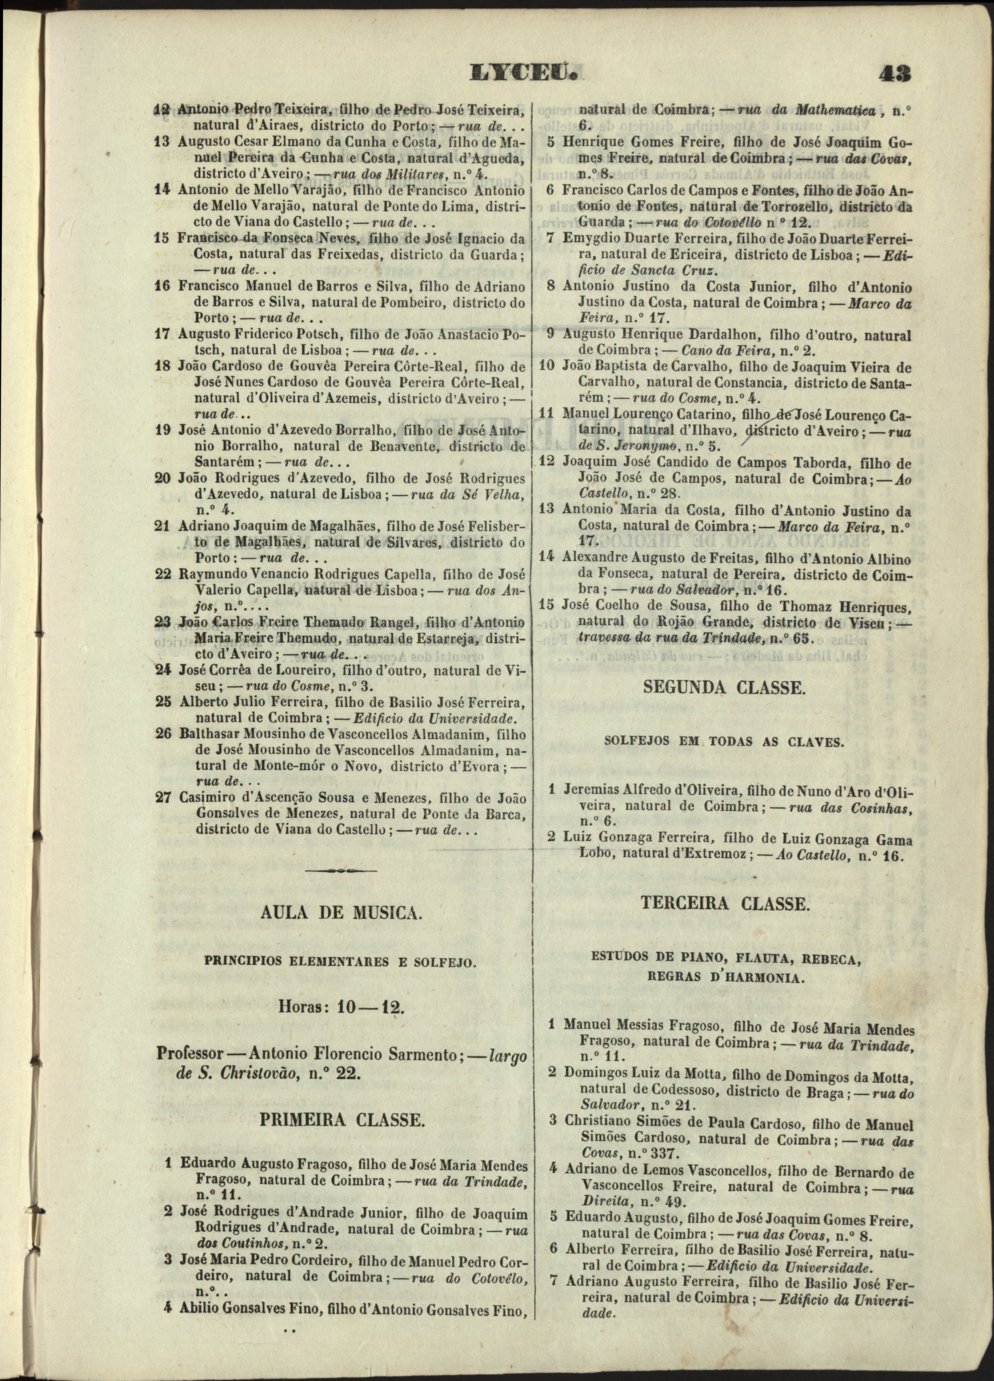 LYCEU.
43
12 Antonio Pedro Teixeira, filho de Pedro José Teixeira,
natural d'Airaes, districto do Porto; — rua de...
13 Augusto Cesar Elmano da Cunha e Costa, filho de Ma-
nuel Pereira da Cunha e Costa, natural d'Agueda,
districto d'Aveiro; — rua dos Militares, n.º 4.
14 Antonio de Mello Varajão, filho de Francisco Antonio
de Mello Varajão, natural de Ponte do Lima, distri-
cto de Viana do Castello; — rua de...
15 Francisco da Fonseca Neves, filho de José Ignacio da
Costa, natural das Freixedas, districto da Guarda;
— rua de...
16 Francisco Manuel de Barros e Silva, filho de Adriano
de Barros e Silva, natural de Pombeiro, districto do
Porto; — rua de...
17 Augusto Friderico Potsch, filho de João Anastacio Po-
tsch, natural de Lisboa; — rua de...
18 João Cardoso de Gouvêa Pereira Côrte-Real, filho de
José Nunes Cardoso de Gouvêa Pereira Côrte-Real,
natural d'Oliveira d'Azemeis, districto d'Aveiro; —
rua de...
19 José Antonio d'Azevedo Borralho, filho de José Anto-
nio Borralho, natural de Benavente, districto de
Santarém; — rua de...
20 João Rodrigues d'Azevedo, filho de José Rodrigues
d'Azevedo, natural de Lisboa; — rua da Sé Velha,
n.º 4.
21 Adriano Joaquim de Magalhães, filho de José Felisber-
to de Magalhães, natural de Silvares, districto do
Porto; — rua de...
22 Raymundo Venancio Rodrigues Capella, filho de José
Valerio Capella, natural de Lisboa; — rua dos An-
jos, n.º....
23 João Carlos Freire Themudo Rangel, filho d'Antonio
Maria Freire Themudo, natural de Estarreja, distri-
cto d'Aveiro; — rua de...
24 José Corrêa de Loureiro, filho d'outro, natural de Vi-
seu; — rua do Cosme, n.º 3.
25 Alberto Julio Ferreira, filho de Basilio José Ferreira,
natural de Coimbra; — Edificio da Universidade.
26 Balthasar Mousinho de Vasconcellos Almadanim, filho
de José Mousinho de Vasconcellos Almadanim, na-
tural de Monte-mór o Novo, districto d'Evora; —
rua de...
27 Casimiro d'Ascenção Sousa e Menezes, filho de João
Gonsalves de Menezes, natural de Ponte da Barca,
districto de Viana do Castello; — rua de...
AULA DE MUSICA.
PRINCIPIOS ELEMENTARES E SOLFEJO.
Horas: 10—12.
Professor — Antonio Florencio Sarmento; — largo
de S. Christovão, n.º 22.
PRIMEIRA CLASSE.
1 Eduardo Augusto Fragoso, filho de José Maria Mendes
Fragoso, natural de Coimbra; — rua da Trindade,
n.º 11.
2 José Rodrigues d'Andrade Junior, filho de Joaquim
Rodrigues d'Andrade, natural de Coimbra; — rua
dos Coutinhos, n.º 2.
3 José Maria Pedro Cordeiro, filho de Manuel Pedro Cor-
deiro, natural de Coimbra; — rua do Cotovélo,
n.º..
4 Abilio Gonsalves Fino, filho d'Antonio Gonsalves Fino,
natural de Coimbra; — rua da Mathematica, n.º
6.
5 Henrique Gomes Freire, filho de José Joaquim Go-
mes Freire, natural de Coimbra; — rua das Covas,
n.º 8.
6 Francisco Carlos de Campos e Fontes, filho de João An-
tonio de Fontes, natural de Torrozello, districto da
Guarda; — rua do Cotovêllo n º 12.
7 Emygdio Duarte Ferreira, filho de João Duarte Ferrei-
ra, natural de Ericeira, districto de Lisboa; — Edi-
ficio de Sancta Cruz.
8 Antonio Justino da Costa Junior, filho d'Antonio
Justino da Costa, natural de Coimbra; — Marco da
Feira, n.º 17.
9 Augusto Henrique Dardalhon, filho d'outro, natural
de Coimbra; — Cano da Feira, n.º 2.
10 João Baptista de Carvalho, filho de Joaquim Vieira de
Carvalho, natural de Constancia, districto de Santa-
rém; — rua do Cosme, n.º 4.
11 Manuel Lourenço Catarino, filho de José Lourenço Ca-
tarino, natural d'Ilhavo, districto d'Aveiro; — rua
de S. Jeronymo, n.º 5.
12 Joaquim José Candido de Campos Taborda, filho de
João José de Campos, natural de Coimbra; — Ao
Castello, n.º 28.
13 Antonio Maria da Costa, filho d'Antonio Justino da
Costa, natural de Coimbra; — Marco da Feira, n.º
17.
14 Alexandre Augusto de Freitas, filho d'Antonio Albino
da Fonseca, natural de Pereira, districto de Coim-
bra; — rua do Salvador, n.º 16.
15 José Coelho de Sousa, filho de Thomaz Henriques,
natural do Rojão Grande, districto de Viseu; —
travessa da rua da Trindade, n.º 65.
SEGUNDA CLASSE.
SOLFEJOS EM TODAS AS CLAVES.
1 Jeremias Alfredo d'Oliveira, filho de Nuno d'Aro d'Oli-
veira, natural de Coimbra; — rua das Cosinhas,
n.º 6.
2 Luiz Gonzaga Ferreira, filho de Luiz Gonzaga Gama
Lobo, natural d'Extremoz; — Ao Castello, n.º 16.
TERCEIRA CLASSE.
ESTUDOS DE PIANO, FLAUTA, REBECA,
REGRAS D'HARMONIA.
1 Manuel Messias Fragoso, filho de José Maria Mendes
Fragoso, natural de Coimbra; — rua da Trindade,
n.º 11.
2 Domingos Luiz da Motta, filho de Domingos da Motta,
natural de Codessoso, districto de Braga; — rua do
Salvador, n.º 21.
3 Christiano Simões de Paula Cardoso, filho de Manuel
Simões Cardoso, natural de Coimbra; — rua das
Covas, n.º 337.
4 Adriano de Lemos Vasconcellos, filho de Bernardo de
Vasconcellos Freire, natural de Coimbra; — rua
Direita, n.º 49.
5 Eduardo Augusto, filho de José Joaquim Gomes Freire,
natural de Coimbra; — rua das Covas, n.º 8.
6 Alberto Ferreira, filho de Basilio José Ferreira, natu-
ral de Coimbra; — Edificio da Universidade.
7 Adriano Augusto Ferreira, filho de Basilio José Fer-
reira, natural de Coimbra; — Edificio da Universi-
dade.